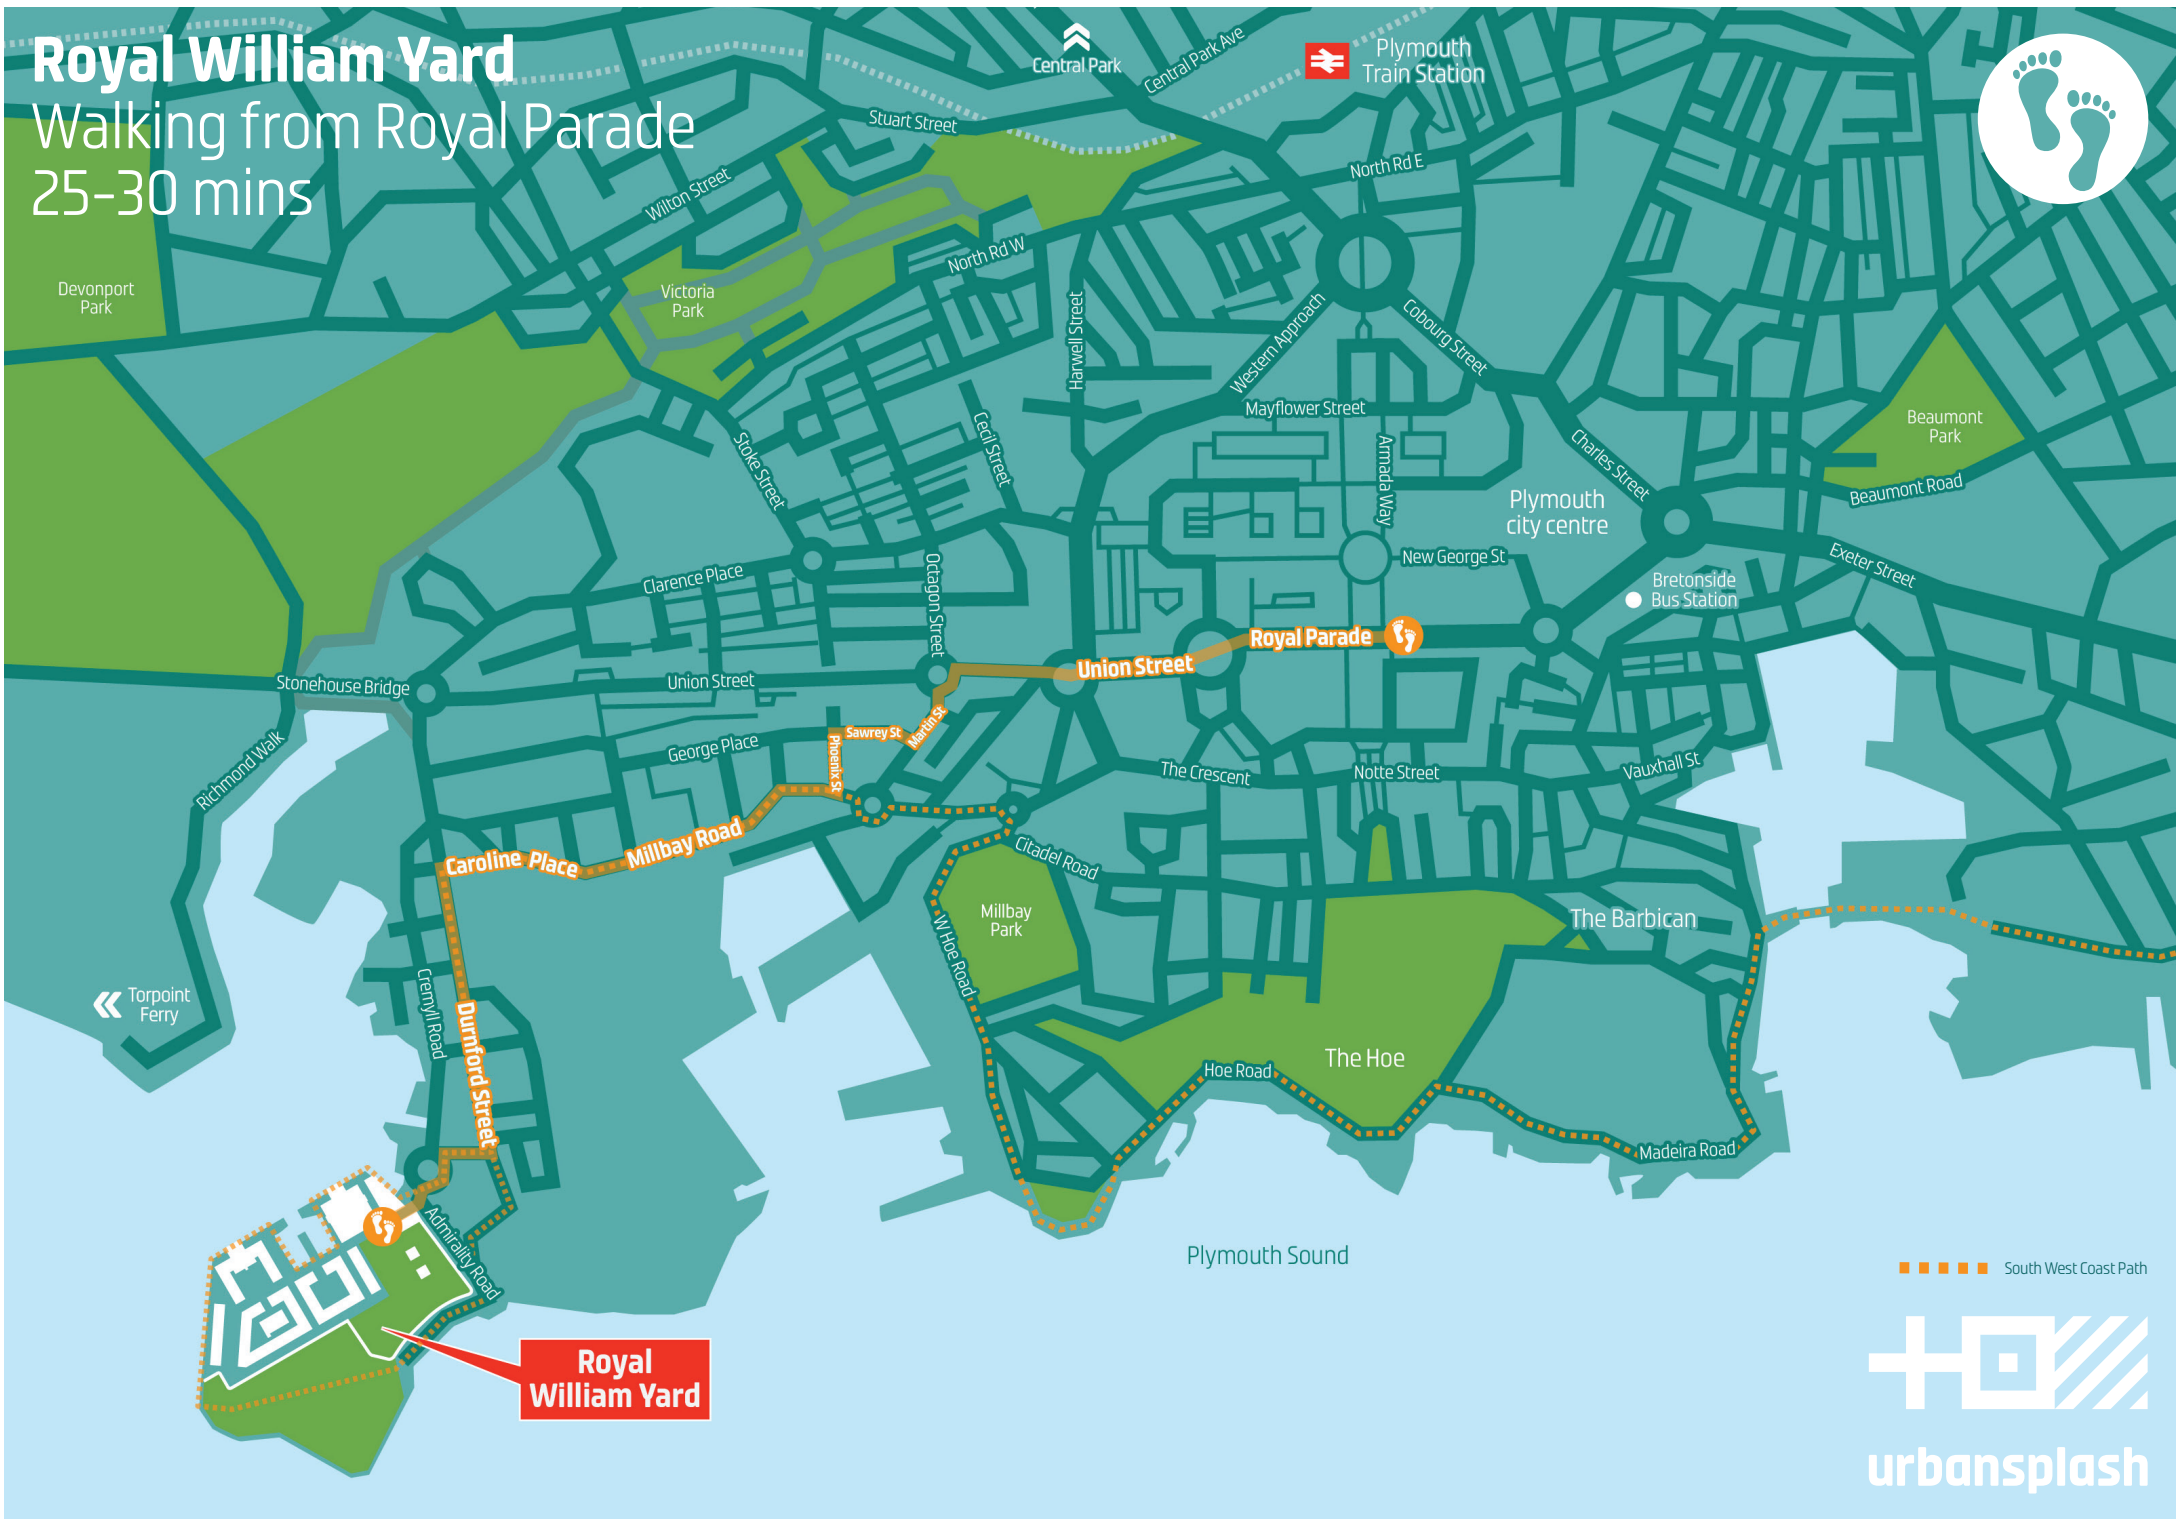 Royal William Yard
Walking from Royal Parade
25-30 mins
Central Park
Central Park Ave
Plymouth
Train Station
Stuart Street
North Rd E
Wilton Street
North Rd W
Devonport
Park
Victoria
Park
Harwell Street
Western Approach
Cobourg Street
Mayflower Street
Beaumont
Park
Stoke Street
Cecil Street
Armada Way
Charles Street
Beaumont Road
Plymouth
city centre
New George St
Exeter Street
Clarence Place
Octagon Street
Bretonside
Bus Station
Royal Parade
Union Street
Union Street
Stonehouse Bridge
Richmond Walk
George Place
Phoenix St
Sawrey St
Martin St
The Crescent
Notte Street
Vauxhall St
Caroline Place
Millbay Road
Citadel Road
Millbay
Park
The Barbican
W Hoe Road
Cremyll Road
Durnford Street
Torpoint
Ferry
The Hoe
Hoe Road
Madeira Road
Admirality Road
Plymouth Sound
South West Coast Path
Royal
William Yard
urbansplash